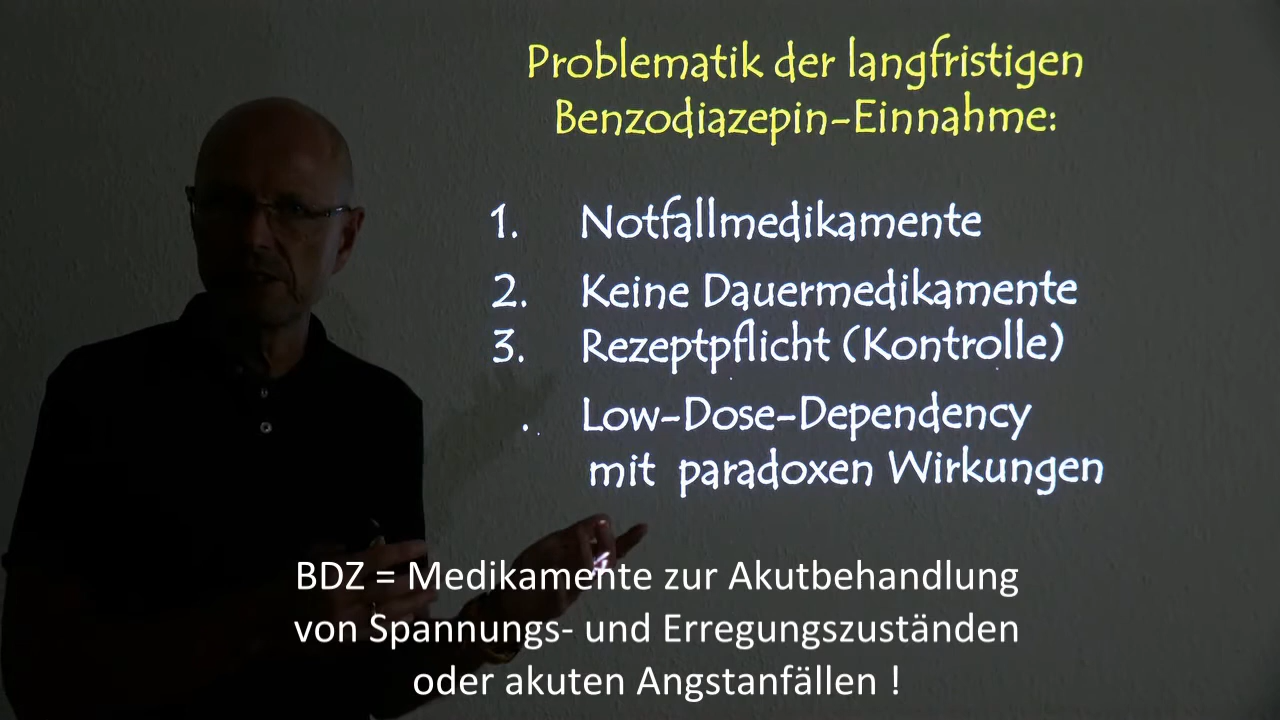 Problematik der langfristigen
Benzodiazepin-Einnahme:
1. Notfallmedikamente
2. Keine Dauermedikamente
3. Rezeptpflicht (Kontrolle)
. Low-Dose-Dependency
mit paradoxen Wirkungen
BDZ = Medikamente zur Akutbehandlung
von Spannungs- und Erregungszuständen
oder akuten Angstanfällen !